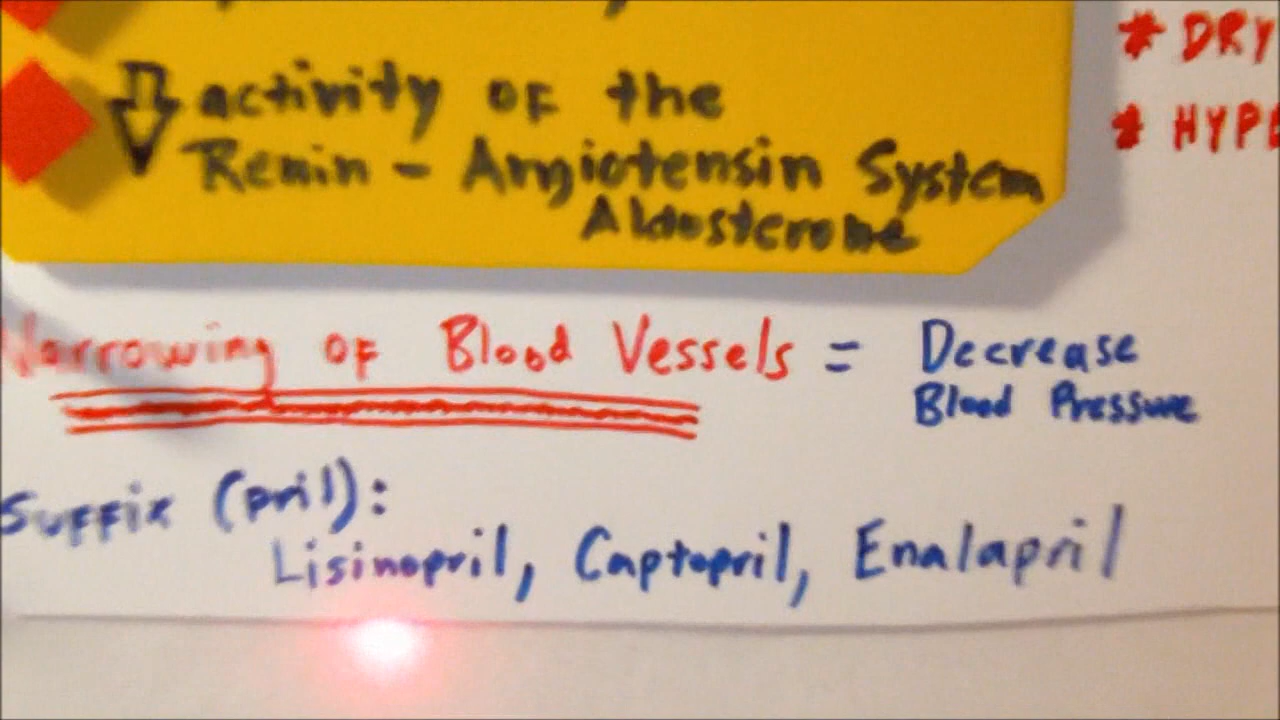 activity of the
Renin - Angiotensin System
Aldosterone
Narrowing of Blood Vessels = Decrease
Blood Pressure
Suffix (pril):
Lisinopril, Captopril, Enalapril
* DRY
* HYPE